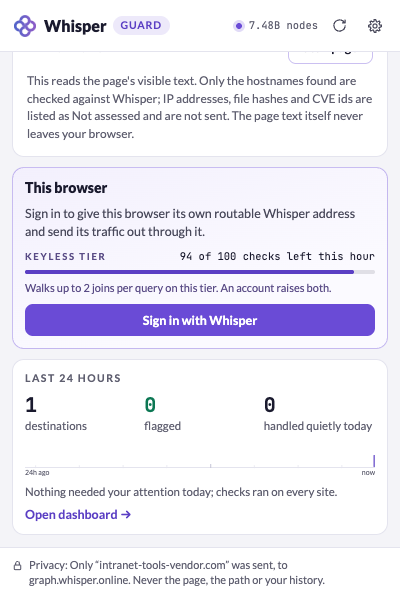 Whisper GUARD 7.48B nodes
This reads the page's visible text. Only the hostnames found are
checked against Whisper; IP addresses, file hashes and CVE ids are
listed as Not assessed and are not sent. The page text itself never
leaves your browser.
This browser
Sign in to give this browser its own routable Whisper address
and send its traffic out through it.
KEYLESS TIER 94 of 100 checks left this hour
Walks up to 2 joins per query on this tier. An account raises both.
Sign in with Whisper
LAST 24 HOURS
1 0 0
destinations flagged handled quietly today
24h ago now
Nothing needed your attention today; checks ran on every site.
Open dashboard →
Privacy: Only “intranet-tools-vendor.com” was sent, to
graph.whisper.online. Never the page, the path or your history.